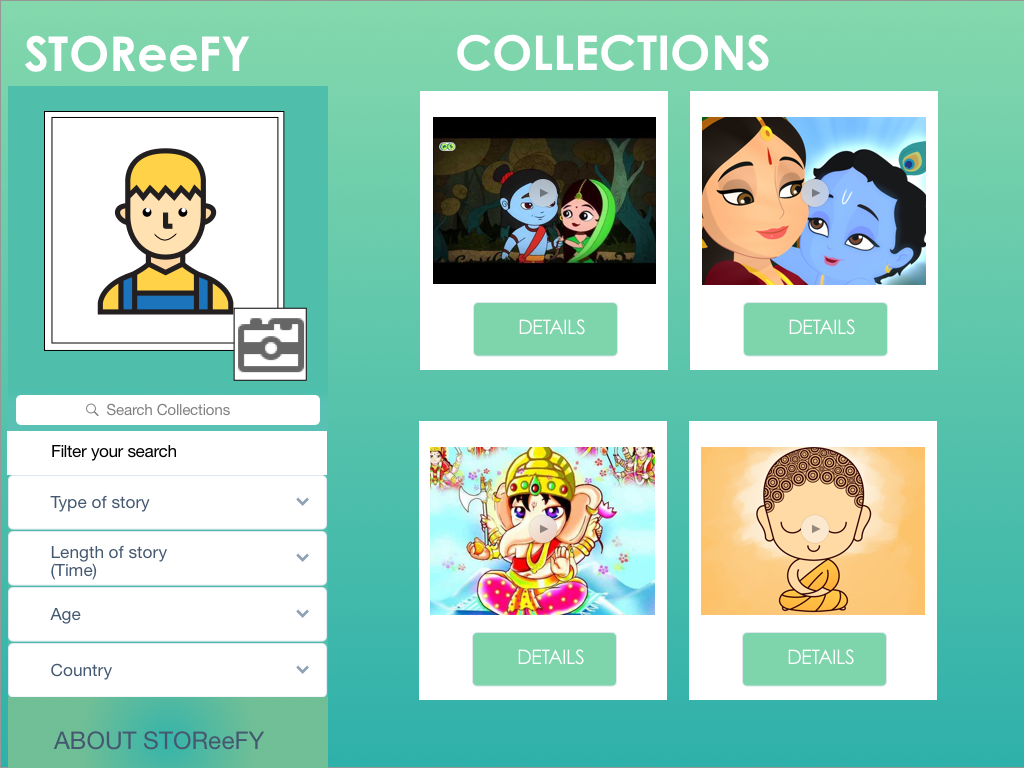 STOReeFY
COLLECTIONS
Search Collections
Filter your search
Type of story
Length of story
(Time)
Age
Country
ABOUT STOReeFY
DETAILS
DETAILS
DETAILS
DETAILS